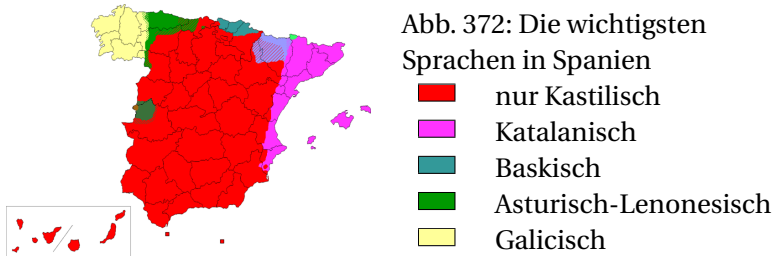 Abb. 372: Die wichtigsten
Sprachen in Spanien
nur Kastilisch
Katalanisch
Baskisch
Asturisch-Lenonesisch
Galicisch